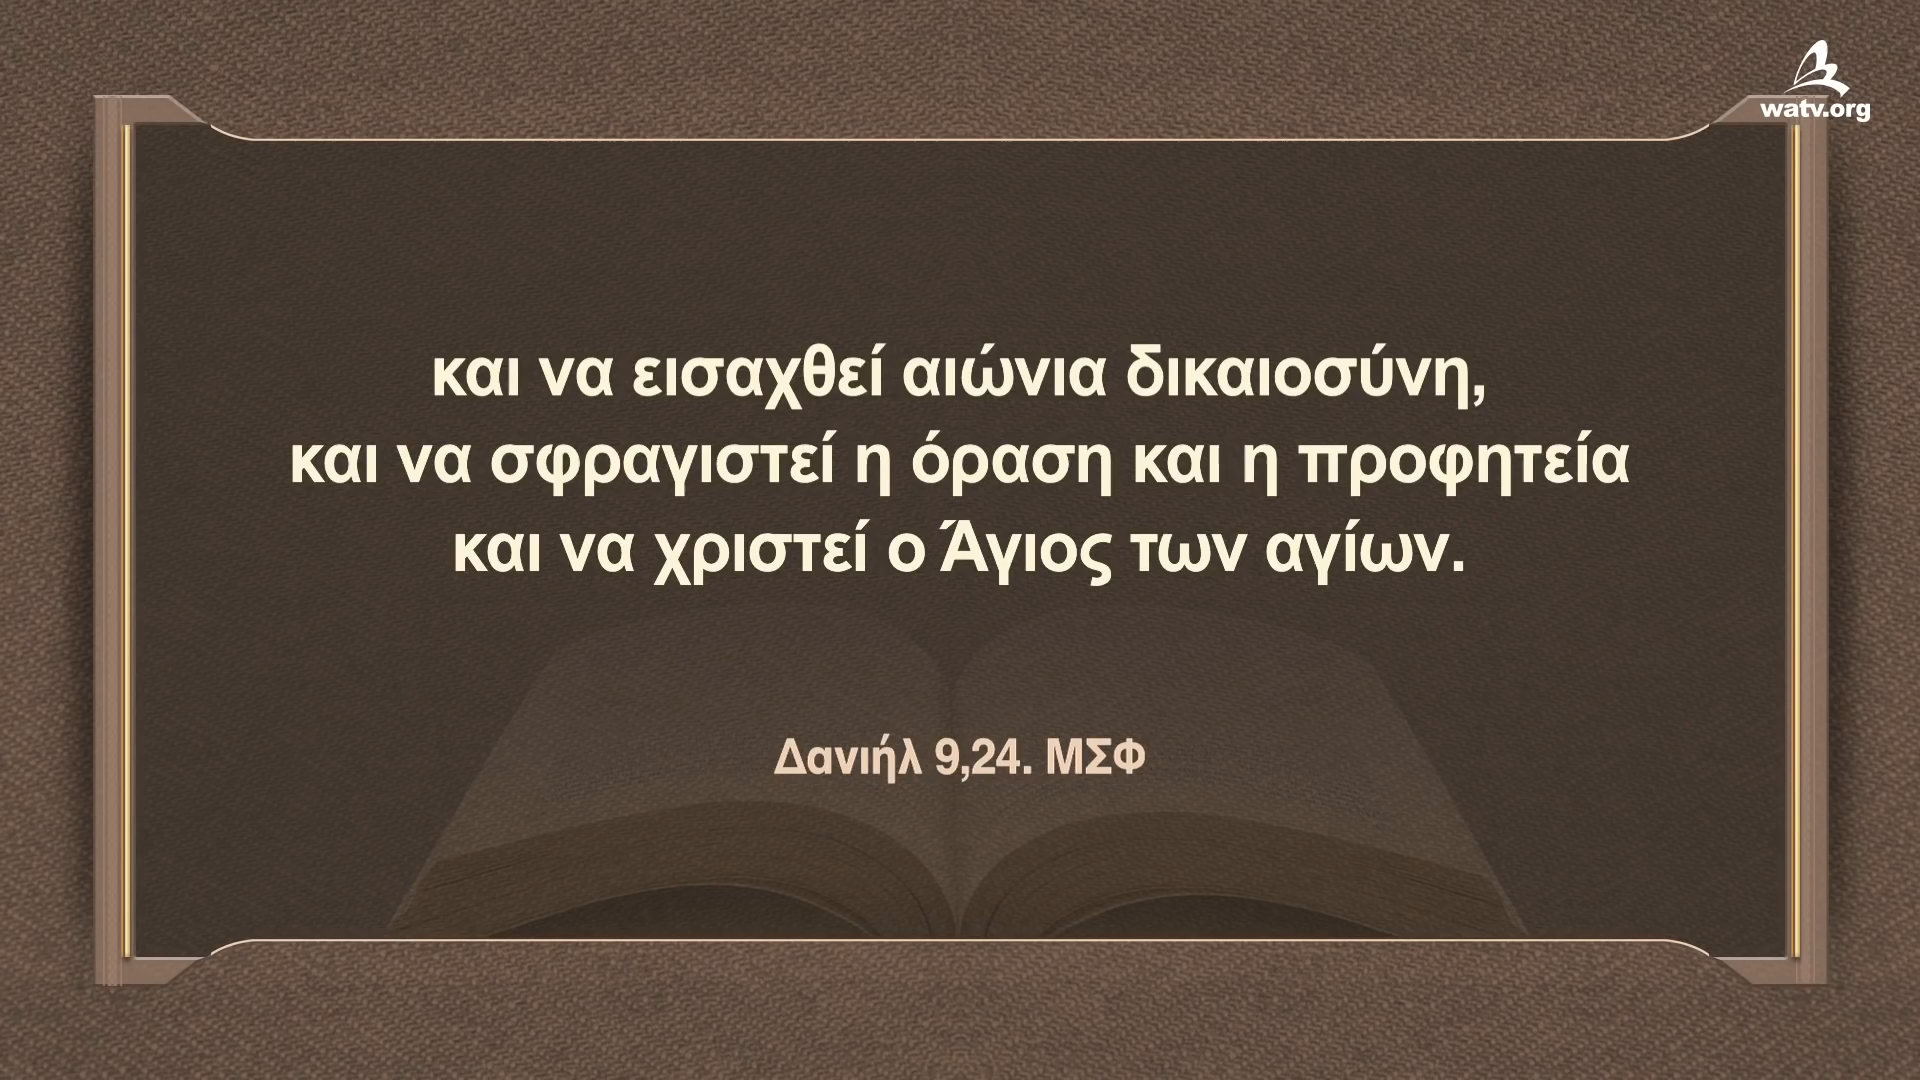 watv.org
και να εισαχθεί αιώνια δικαιοσύνη,
και να σφραγιστεί η όραση και η προφητεία
και να χριστεί ο Άγιος των αγίων.
Δανιήλ 9,24. ΜΣΦ